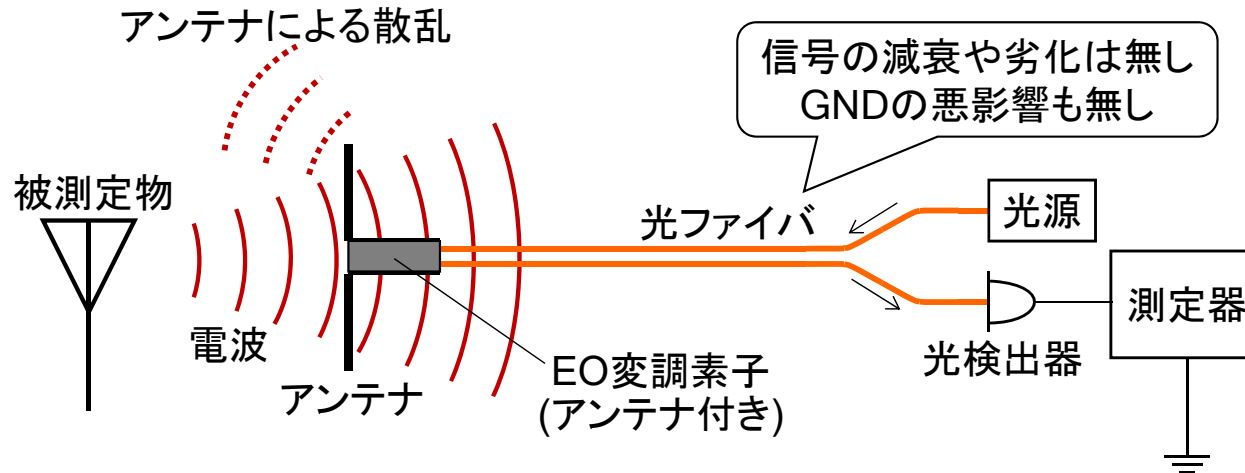 アンテナによる散乱
信号の減衰や劣化は無し
GNDの悪影響も無し
被測定物
光ファイバ
光源
測定器
電波
アンテナ
EO変調素子
(アンテナ付き)
光検出器